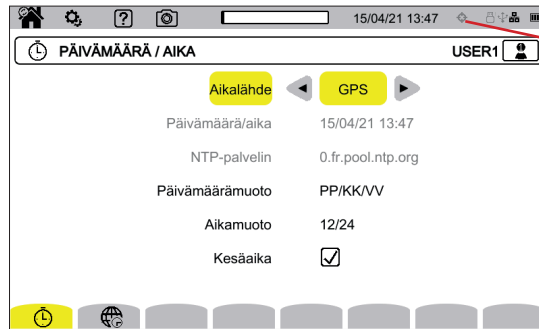 15/04/21 13:47
PÄIVÄMÄÄRÄ / AIKA USER1
Aikalähde GPS
Päivämäärä/aika 15/04/21 13:47
NTP-palvelin 0.fr.pool.ntp.org
Päivämäärämuoto PP/KK/VV
Aikamuoto 12/24
Kesäaika